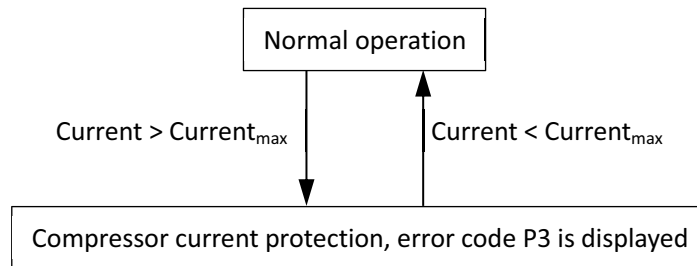 Normal operation
Current > Currentmax
Current < Currentmax
Compressor current protection, error code P3 is displayed